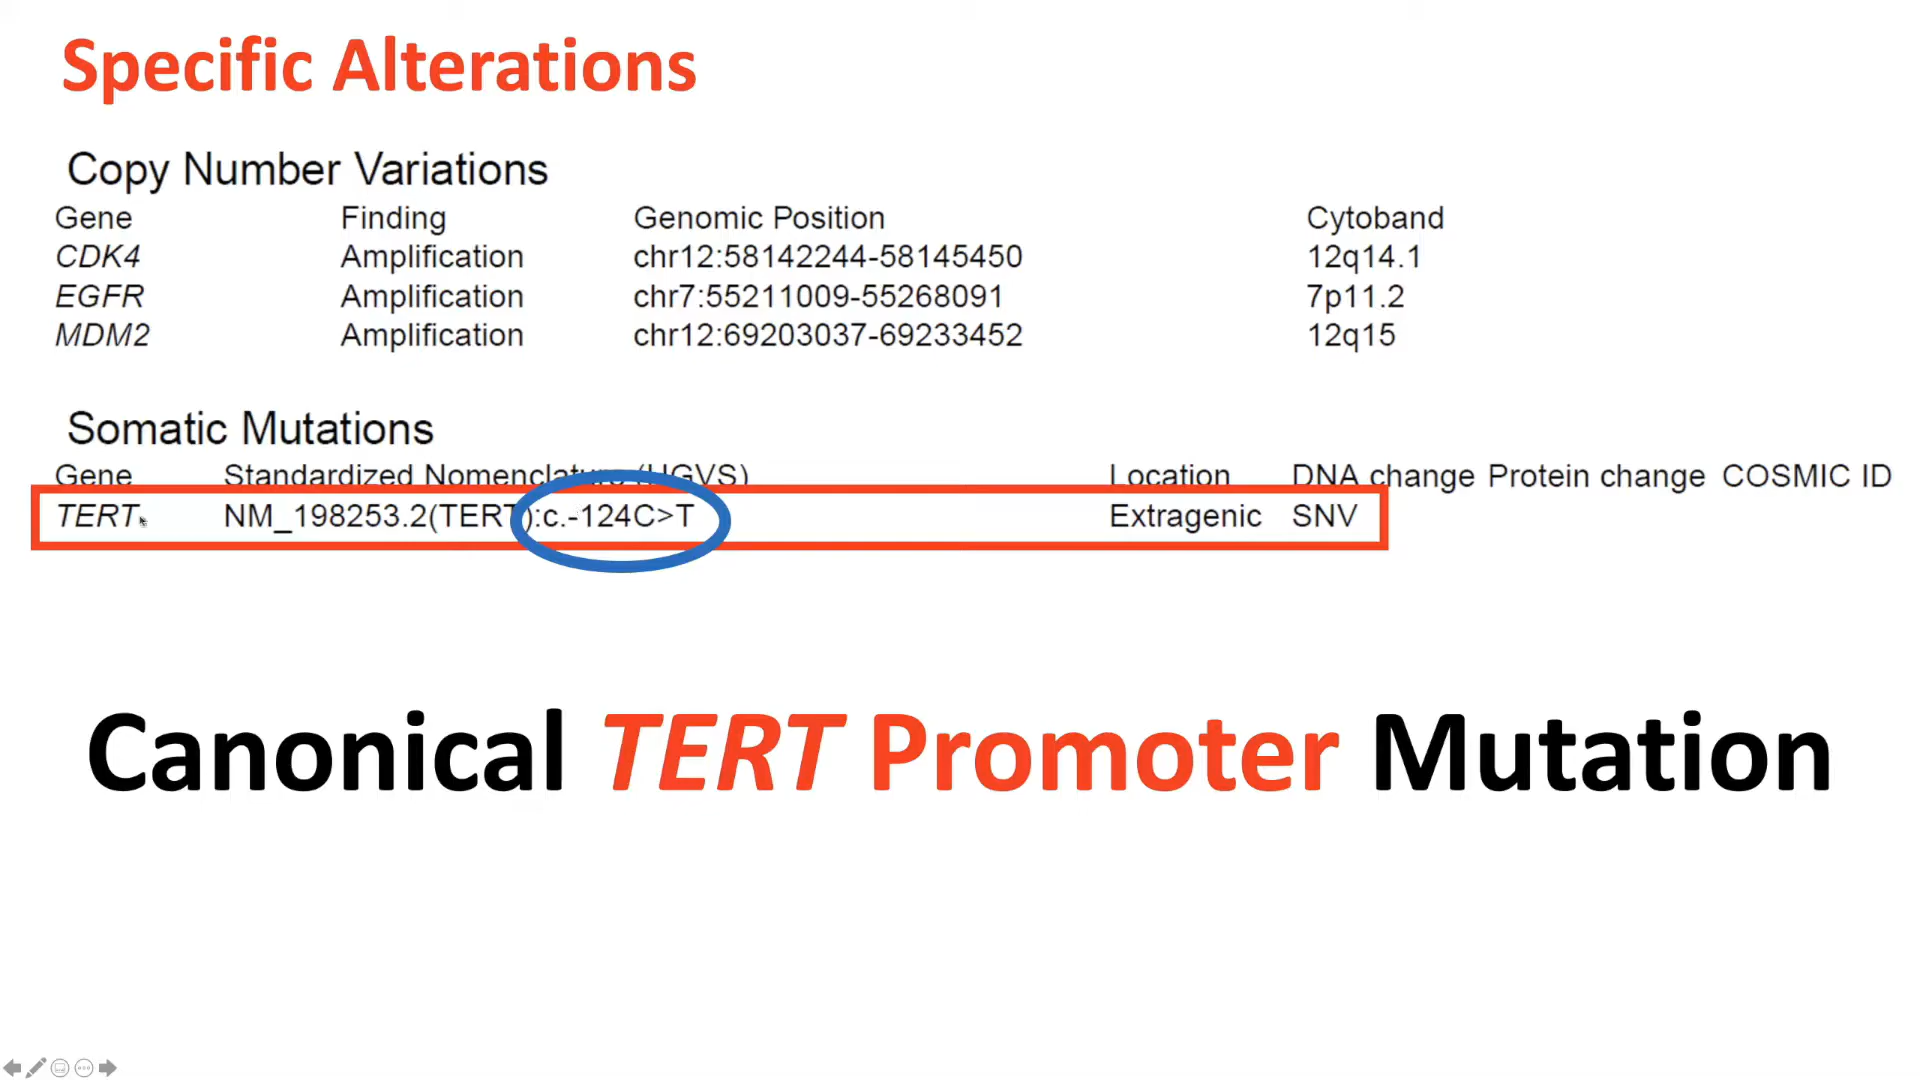 Specific Alterations
Copy Number Variations
Gene Finding Genomic Position Cytoband
CDK4 Amplification chr12:58142244-58145450 12q14.1
EGFR Amplification chr7:55211009-55268091 7p11.2
MDM2 Amplification chr12:69203037-69233452 12q15
Somatic Mutations
Gene Standardized Nomenclature (HGVS) Location DNA change Protein change COSMIC ID
TERT NM_198253.2(TERT):c.-124C>T Extragenic SNV
Canonical TERT Promoter Mutation